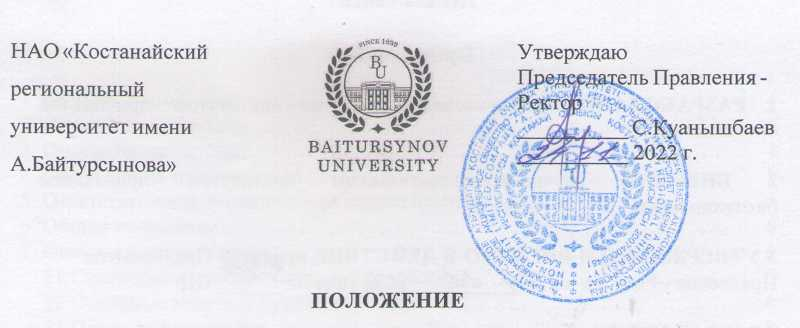 НАО «Костанайский
региональный
университет имени
А.Байтурсынова»
SINCE 1939
BU
BAITURSYNOV
UNIVERSITY
Утверждаю
Председатель Правления -
Ректор
С.Куанышбаев
2022 г.
ПОЛОЖЕНИЕ